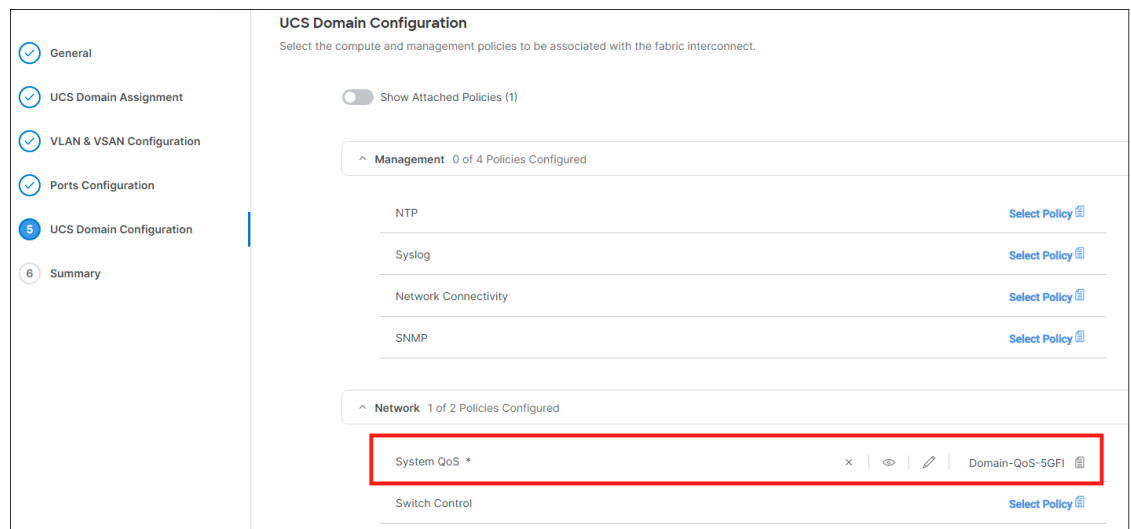 General
UCS Domain Assignment
VLAN & VSAN Configuration
Ports Configuration
5 UCS Domain Configuration
6 Summary
UCS Domain Configuration
Select the compute and management policies to be associated with the fabric interconnect.
Show Attached Policies (1)
Management 0 of 4 Policies Configured
NTP Select Policy
Syslog Select Policy
Network Connectivity Select Policy
SNMP Select Policy
Network 1 of 2 Policies Configured
System QoS * × Domain-QoS-5GFI
Switch Control Select Policy